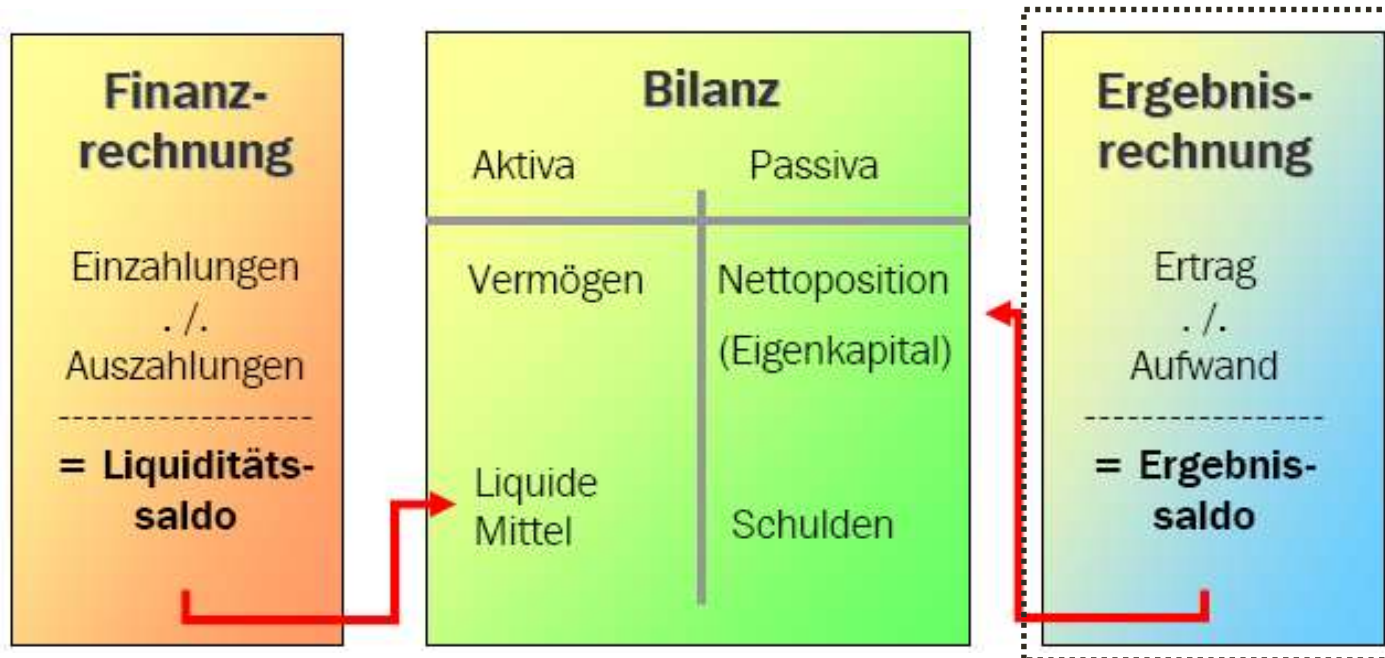 Finanz-
rechnung
Einzahlungen
. /.
Auszahlungen
------------------
= Liquiditäts-
saldo
Bilanz
Aktiva Passiva
Vermögen Nettoposition
(Eigenkapital)
Liquide
Mittel Schulden
Ergebnis-
rechnung
Ertrag
. /.
Aufwand
-----------------
= Ergebnis-
saldo